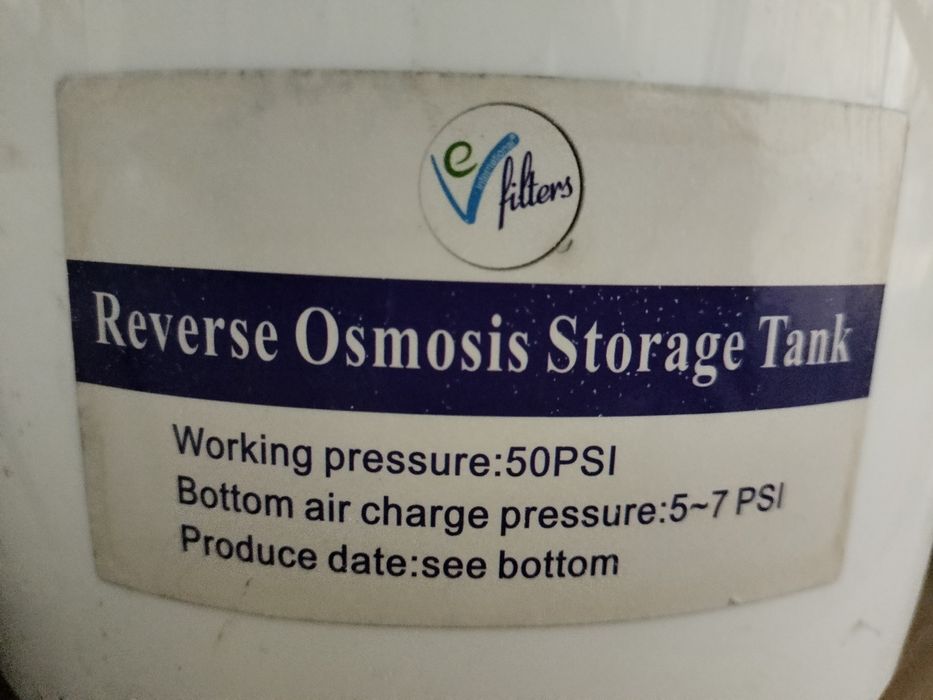 e
international
filters
Reverse Osmosis Storage Tank
Working pressure:50PSI
Bottom air charge pressure:5~7 PSI
Produce date:see bottom